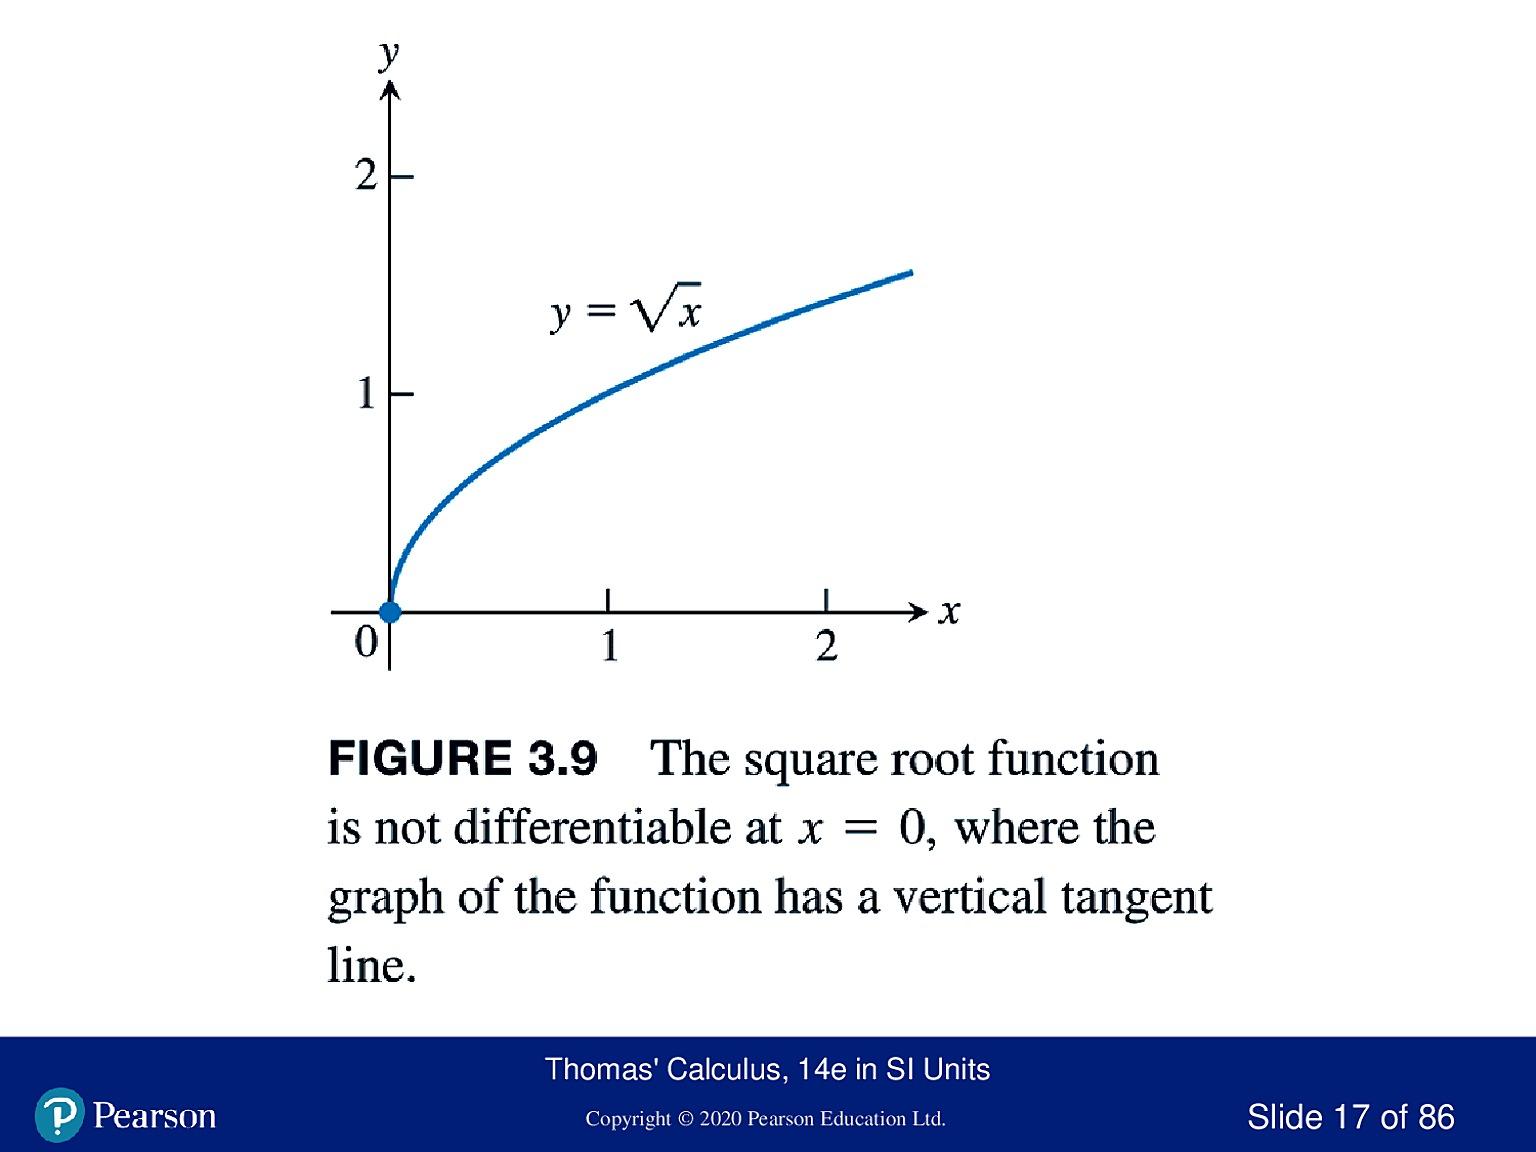 y
2
y = √x
1
x
0
1
2
FIGURE 3.9 The square root function
is not differentiable at x = 0, where the
graph of the function has a vertical tangent
line.
Thomas' Calculus, 14e in SI Units
Pearson
Copyright © 2020 Pearson Education Ltd.
Slide 17 of 86